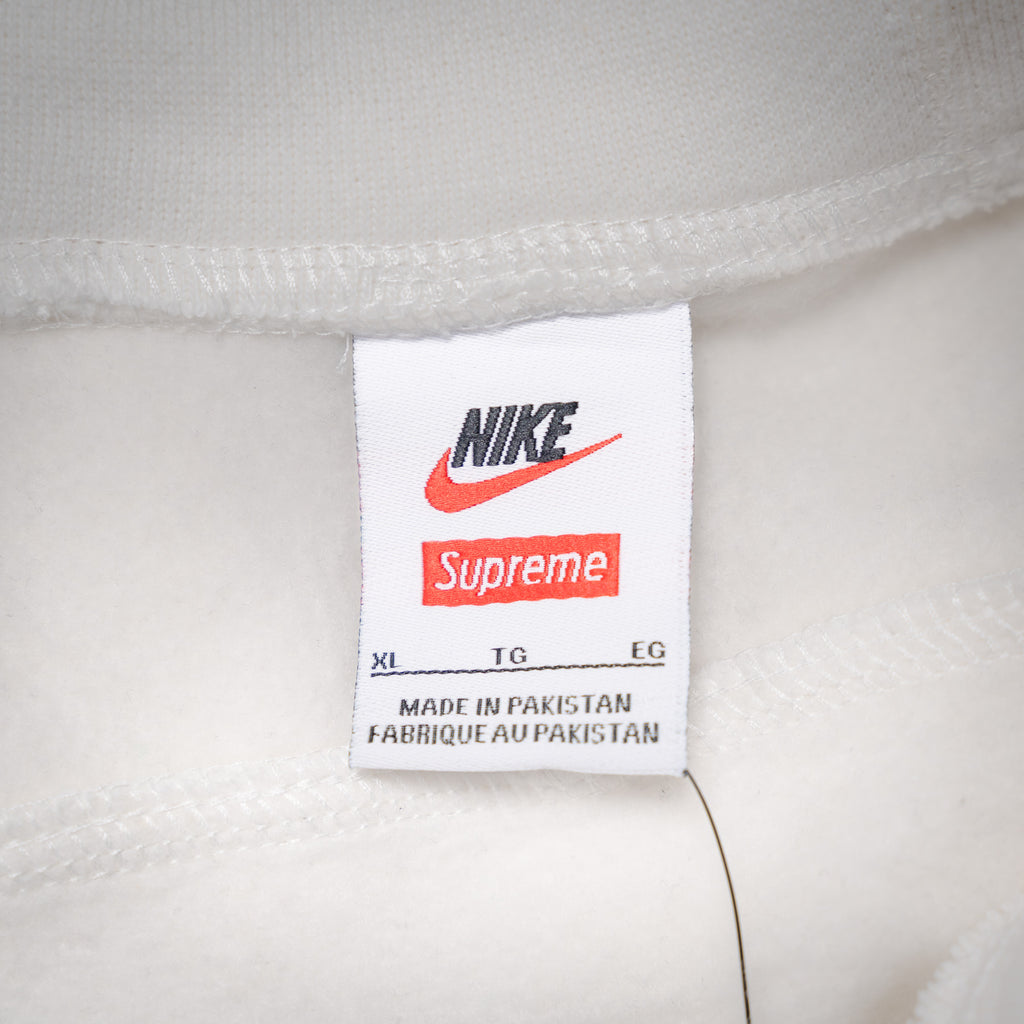 NIKE
Supreme
XL TG EG
MADE IN PAKISTAN
FABRIQUE AU PAKISTAN